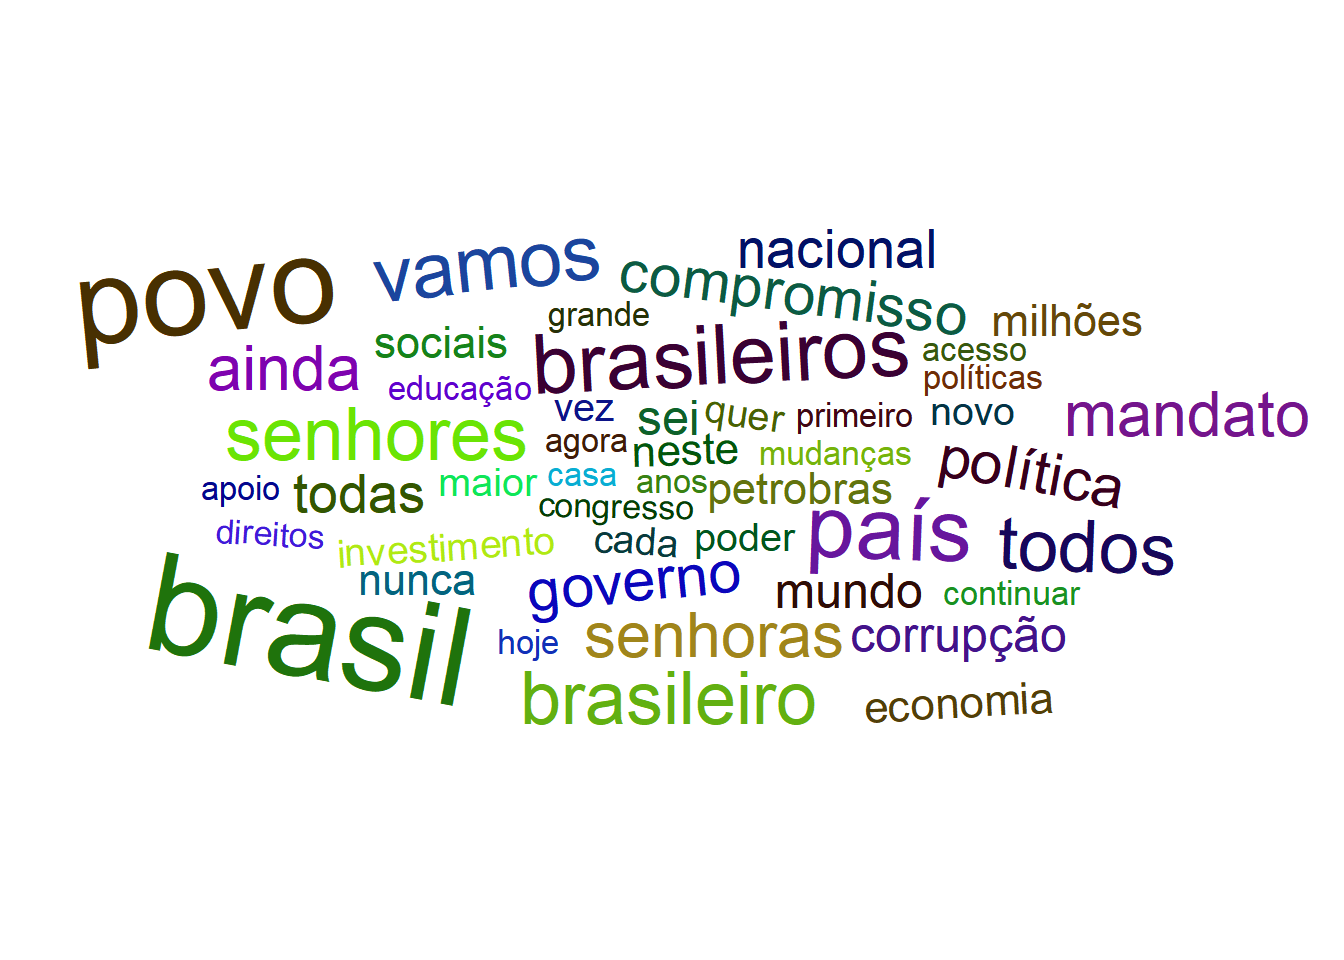 povo
vamos
nacional
compromisso
grande
milhões
sociais
brasileiros
acesso
ainda
educação
políticas
vez
sei
quer
primeiro
novo
mandato
senhores
agora
neste
mudanças
política
apoio
todas
maior
casa
anos
petrobras
congresso
direitos
investimento
cada
poder
país
todos
nunca
governo
mundo
continuar
brasil
hoje
senhoras
corrupção
brasileiro
economia